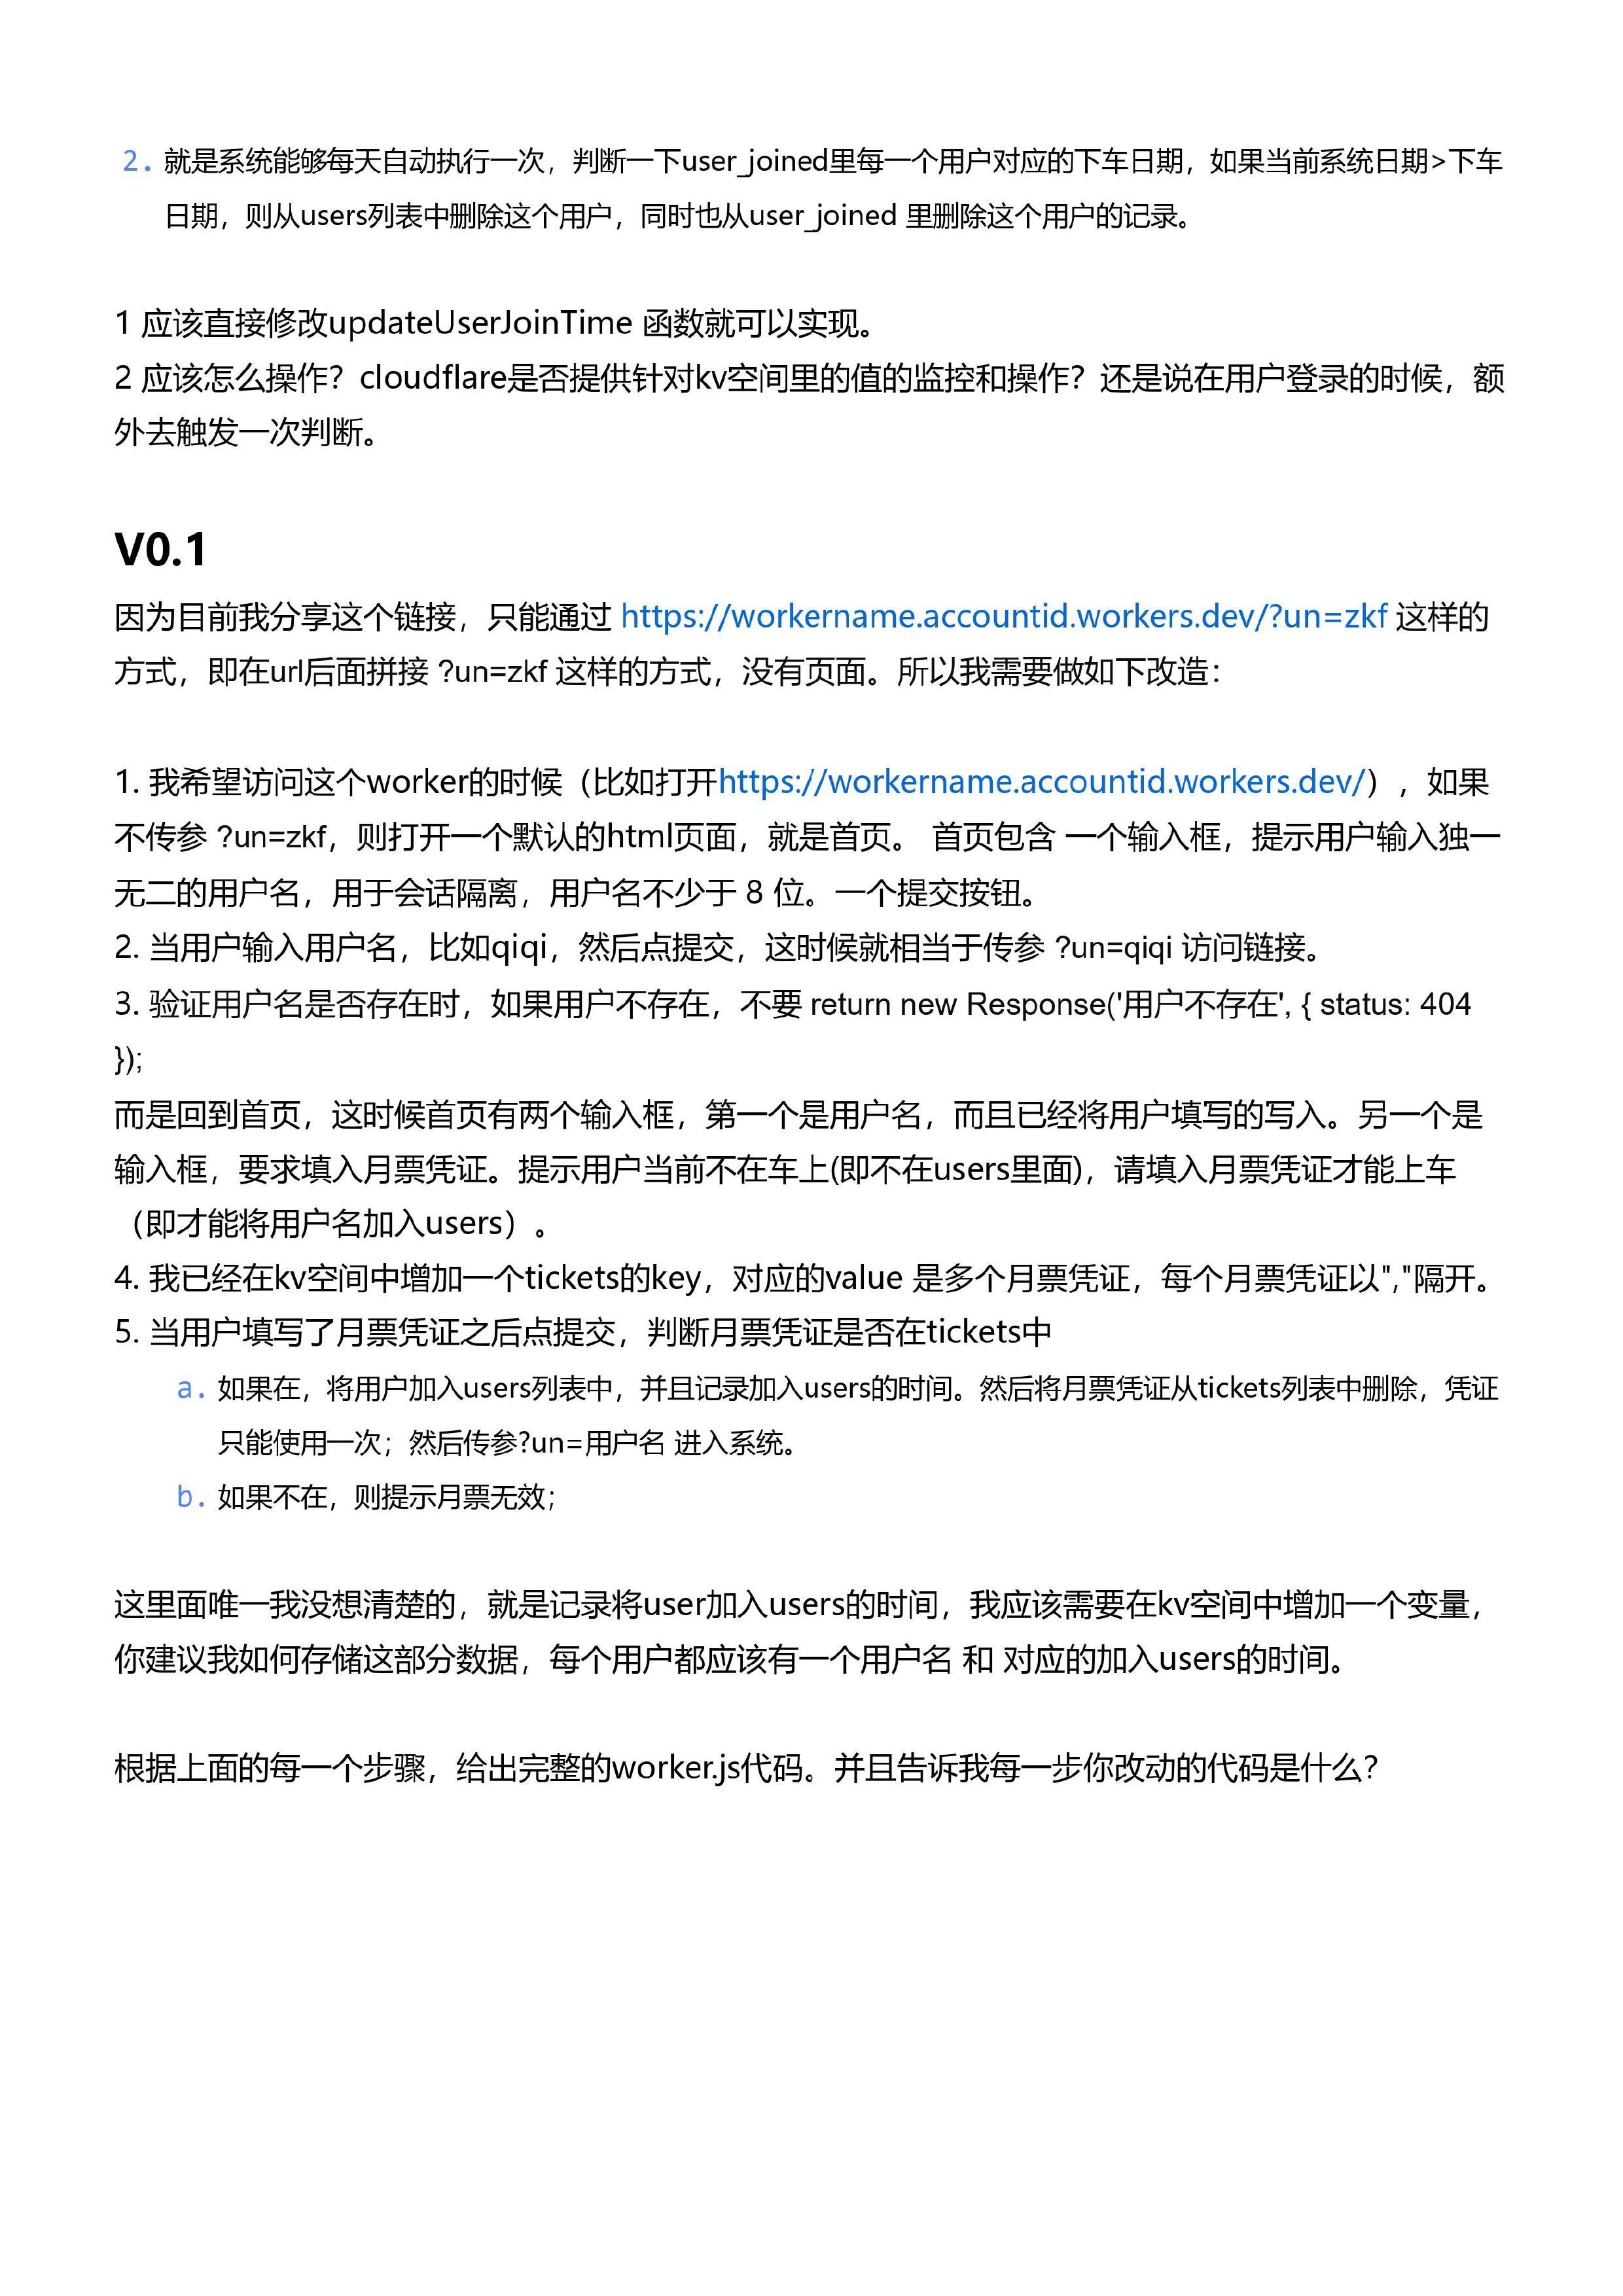 2. 就是系统能够每天自动执行一次，判断一下user_joined里每一个用户对应的下车日期，如果当前系统日期>下车
日期，则从users列表中删除这个用户，同时也从user_joined 里删除这个用户的记录。
1 应该直接修改updateUserJoinTime 函数就可以实现。
2 应该怎么操作？cloudflare是否提供针对kv空间里的值的监控和操作？还是说在用户登录的时候，额
外去触发一次判断。
V0.1
因为目前我分享这个链接，只能通过 https://workername.accountid.workers.dev/?un=zkf 这样的
方式，即在url后面拼接 ?un=zkf 这样的方式，没有页面。所以我需要做如下改造：
1. 我希望访问这个worker的时候（比如打开https://workername.accountid.workers.dev/），如果
不传参 ?un=zkf，则打开一个默认的html页面，就是首页。 首页包含 一个输入框，提示用户输入独一
无二的用户名，用于会话隔离，用户名不少于 8 位。一个提交按钮。
2. 当用户输入用户名，比如qiqi，然后点提交，这时候就相当于传参 ?un=qiqi 访问链接。
3. 验证用户名是否存在时，如果用户不存在，不要 return new Response('用户不存在', { status: 404
});
而是回到首页，这时候首页有两个输入框，第一个是用户名，而且已经将用户填写的写入。另一个是
输入框，要求填入月票凭证。提示用户当前不在车上(即不在users里面)，请填入月票凭证才能上车
（即才能将用户名加入users）。
4. 我已经在kv空间中增加一个tickets的key，对应的value 是多个月票凭证，每个月票凭证以","隔开。
5. 当用户填写了月票凭证之后点提交，判断月票凭证是否在tickets中
a. 如果在，将用户加入users列表中，并且记录加入users的时间。然后将月票凭证从tickets列表中删除，凭证
只能使用一次；然后传参?un=用户名 进入系统。
b. 如果不在，则提示月票无效；
这里面唯一我没想清楚的，就是记录将user加入users的时间，我应该需要在kv空间中增加一个变量，
你建议我如何存储这部分数据，每个用户都应该有一个用户名 和 对应的加入users的时间。
根据上面的每一个步骤，给出完整的worker.js代码。并且告诉我每一步你改动的代码是什么？